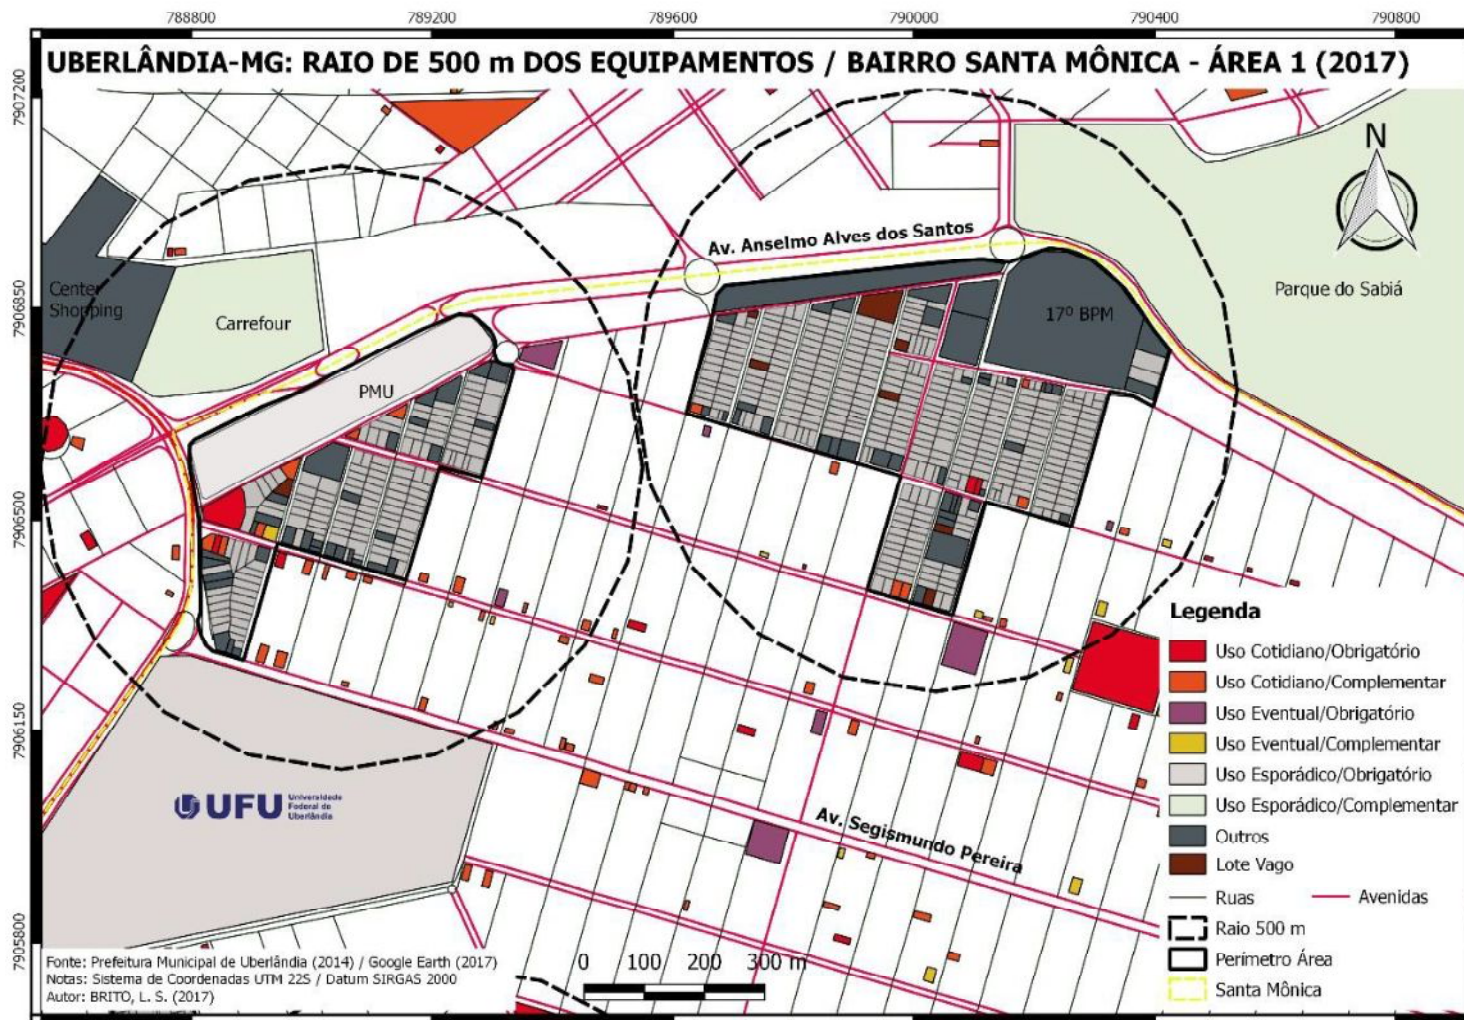 788800 789200 789600 790000 790400 790800
UBERLÂNDIA-MG: RAIO DE 500 m DOS EQUIPAMENTOS / BAIRRO SANTA MÔNICA - ÁREA 1 (2017)
7907200
N
Av. Anselmo Alves dos Santos
Center
Shopping
Carrefour
17º BPM
Parque do Sabiá
7906850
PMU
7906500
Legenda
Uso Cotidiano/Obrigatório
Uso Cotidiano/Complementar
Uso Eventual/Obrigatório
Uso Eventual/Complementar
Uso Esporádico/Obrigatório
Uso Esporádico/Complementar
Outros
Lote Vago
Ruas
Avenidas
Raio 500 m
Perímetro Área
Santa Mônica
7906150
UFU
Universidade
Federal de
Uberlândia
Av. Segismundo Pereira
7905800
Fonte: Prefeitura Municipal de Uberlândia (2014) / Google Earth (2017)
Notas: Sistema de Coordenadas UTM 22S / Datum SIRGAS 2000
Autor: BRITO, L. S. (2017)
0 100 200 300 m